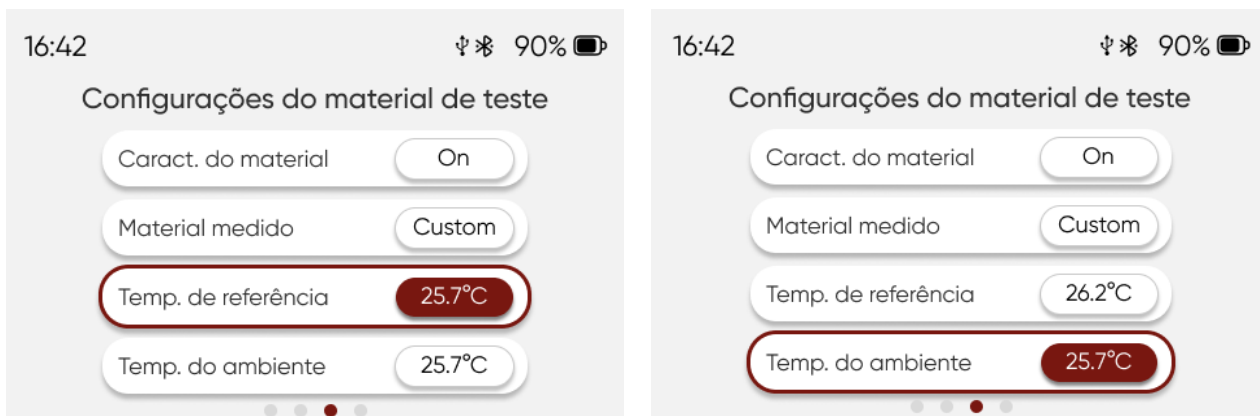 16:42 90%
Configurações do material de teste
Caract. do material On
Material medido Custom
Temp. de referência 25.7°C
Temp. do ambiente 25.7°C
16:42 90%
Configurações do material de teste
Caract. do material On
Material medido Custom
Temp. de referência 26.2°C
Temp. do ambiente 25.7°C